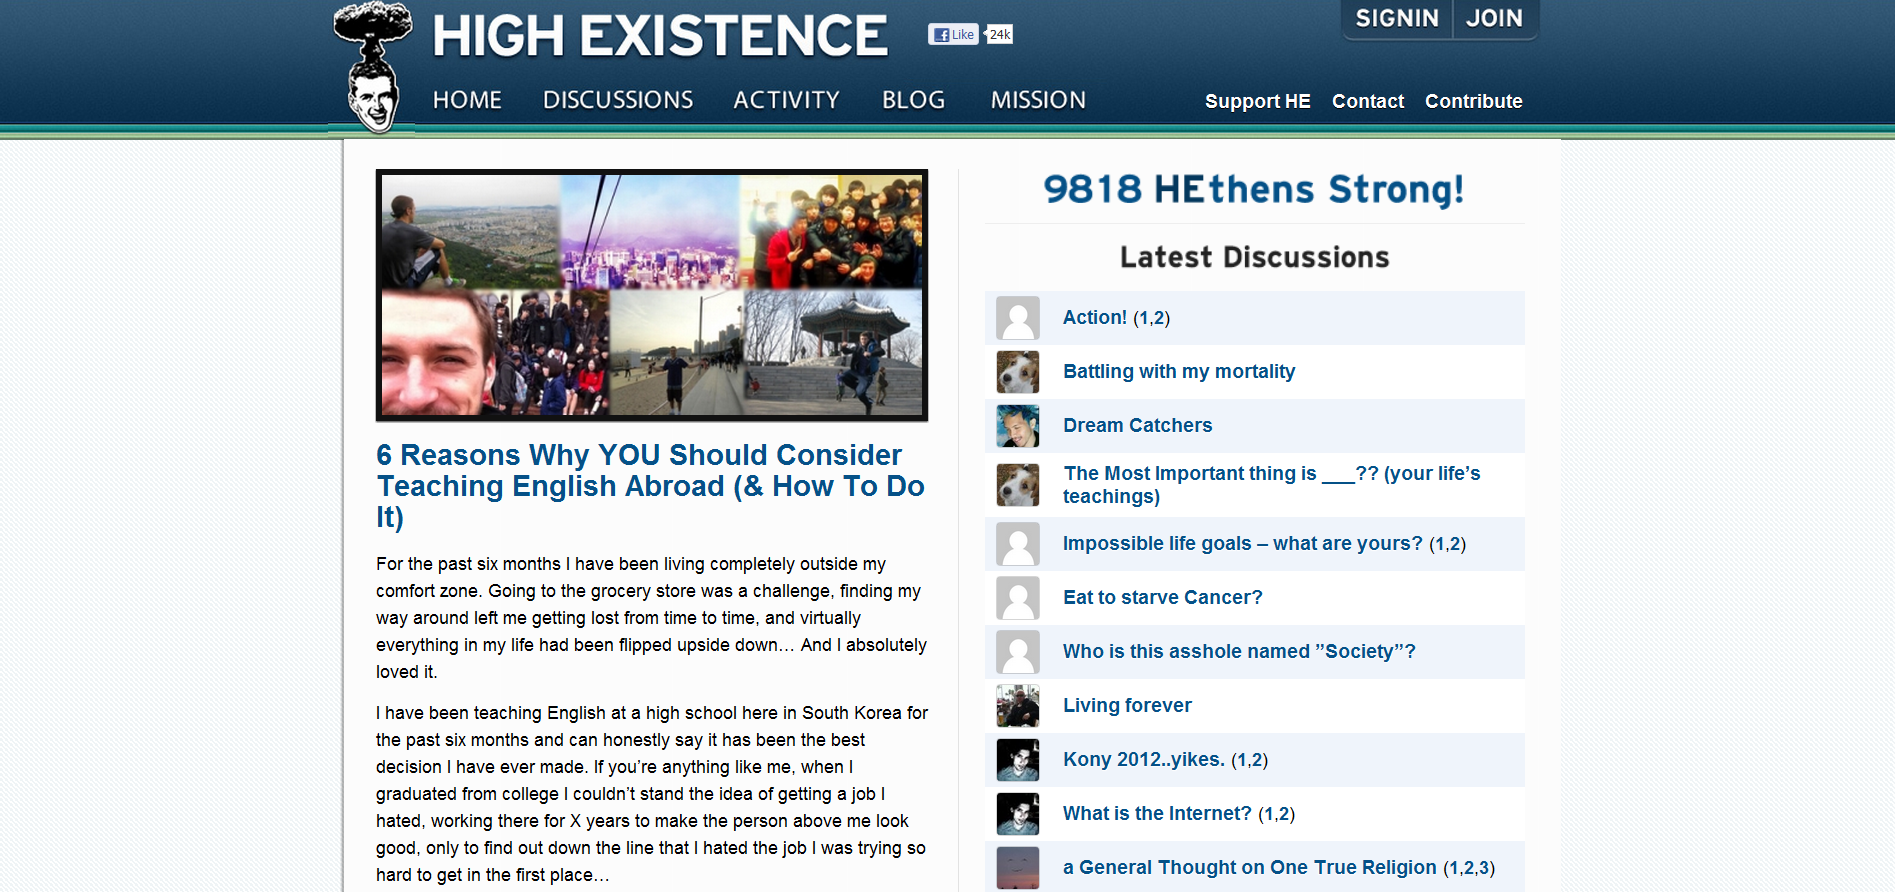 HIGH EXISTENCE
Like
24k
SIGNIN
JOIN
HOME
DISCUSSIONS
ACTIVITY
BLOG
MISSION
Support HE
Contact
Contribute
6 Reasons Why YOU Should Consider
Teaching English Abroad (& How To Do
It)
For the past six months I have been living completely outside my
comfort zone. Going to the grocery store was a challenge, finding my
way around left me getting lost from time to time, and virtually
everything in my life had been flipped upside down… And I absolutely
loved it.
I have been teaching English at a high school here in South Korea for
the past six months and can honestly say it has been the best
decision I have ever made. If you’re anything like me, when I
graduated from college I couldn’t stand the idea of getting a job I
hated, working there for X years to make the person above me look
good, only to find out down the line that I hated the job I was trying so
hard to get in the first place…
9818 HEthens Strong!
Latest Discussions
Action! (1,2)
Battling with my mortality
Dream Catchers
The Most Important thing is ___?? (your life’s
teachings)
Impossible life goals – what are yours? (1,2)
Eat to starve Cancer?
Who is this asshole named ”Society”?
Living forever
Kony 2012..yikes. (1,2)
What is the Internet? (1,2)
a General Thought on One True Religion (1,2,3)